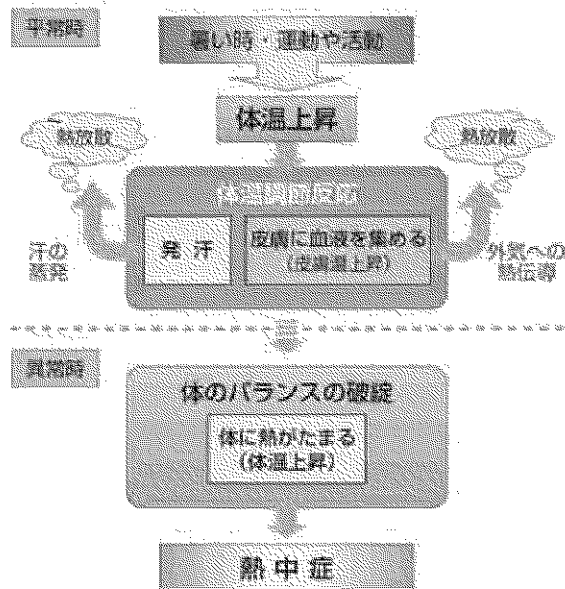 平常時
暑い時・運動や活動
体温上昇
熱放散
熱放散
体温調節反応
発汗
皮膚に血液を集める
(皮膚温上昇)
汗の
蒸発
外気への
熱伝導
異常時
体のバランスの破綻
体に熱がたまる
(体温上昇)
熱中症